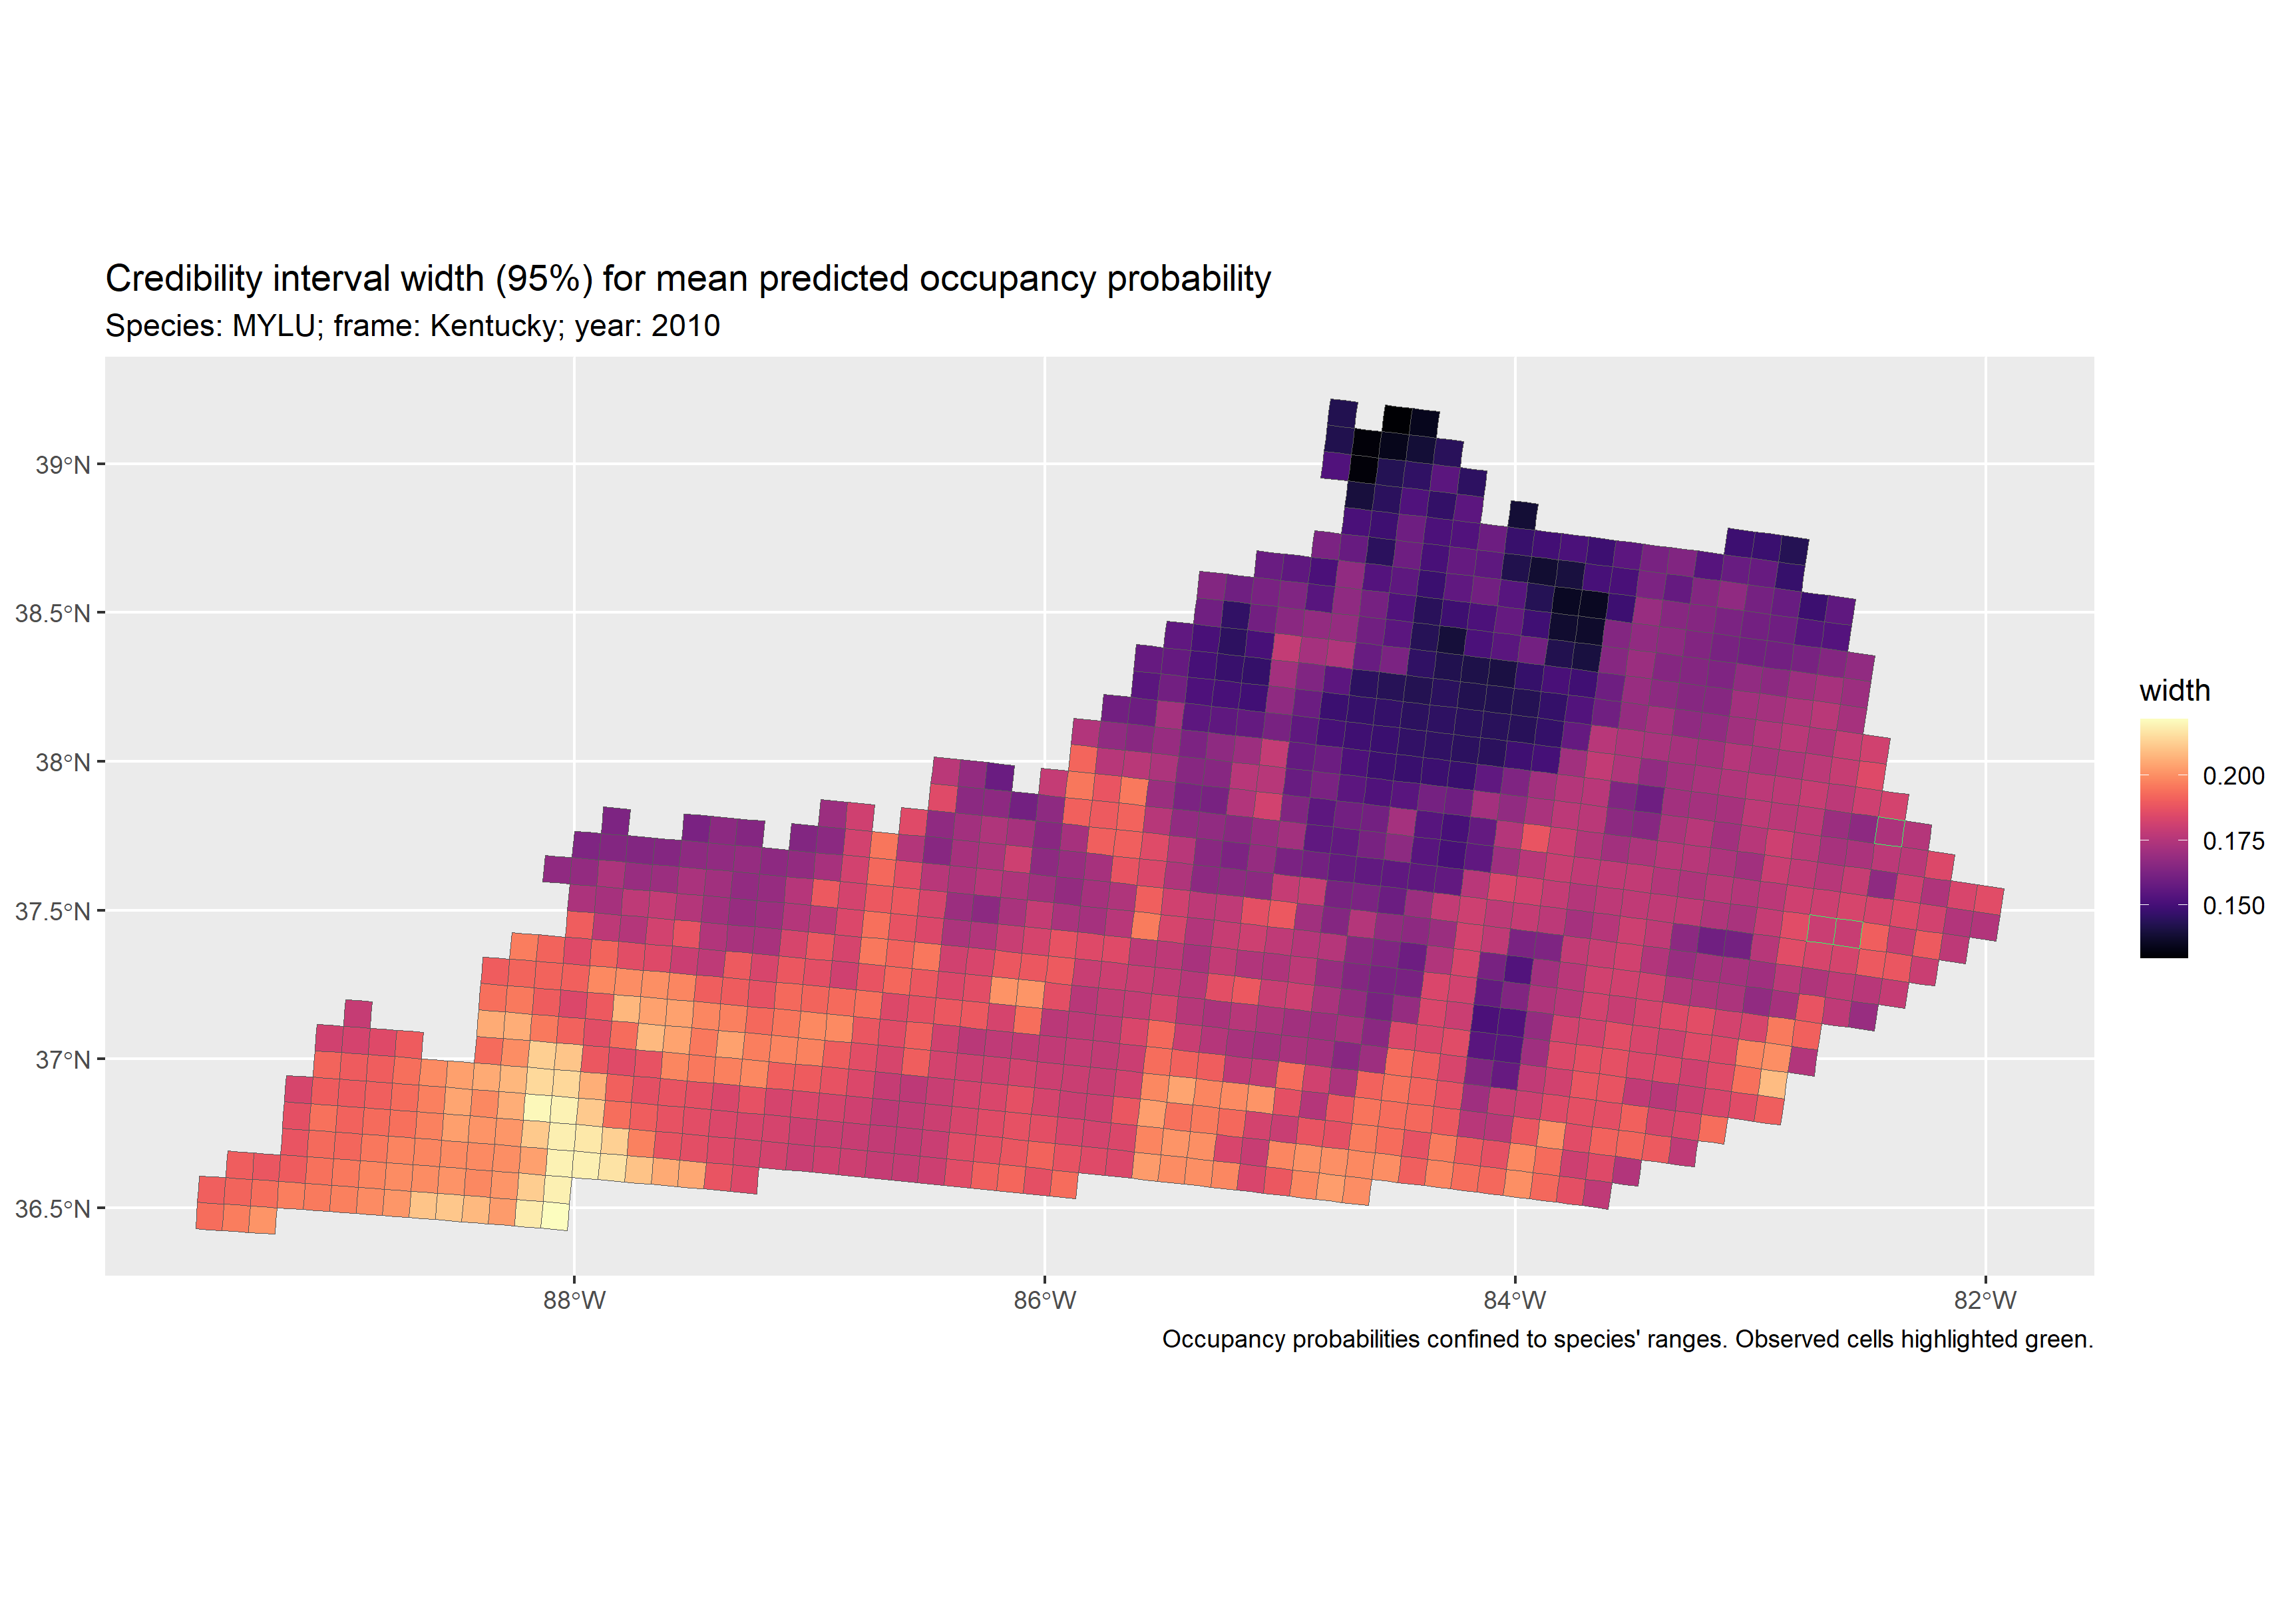 Credibility interval width (95%) for mean predicted occupancy probability
Species: MYLU; frame: Kentucky; year: 2010
39°N
38.5°N
38°N
37.5°N
37°N
36.5°N
88°W
86°W
84°W
82°W
width
0.200
0.175
0.150
Occupancy probabilities confined to species' ranges. Observed cells highlighted green.